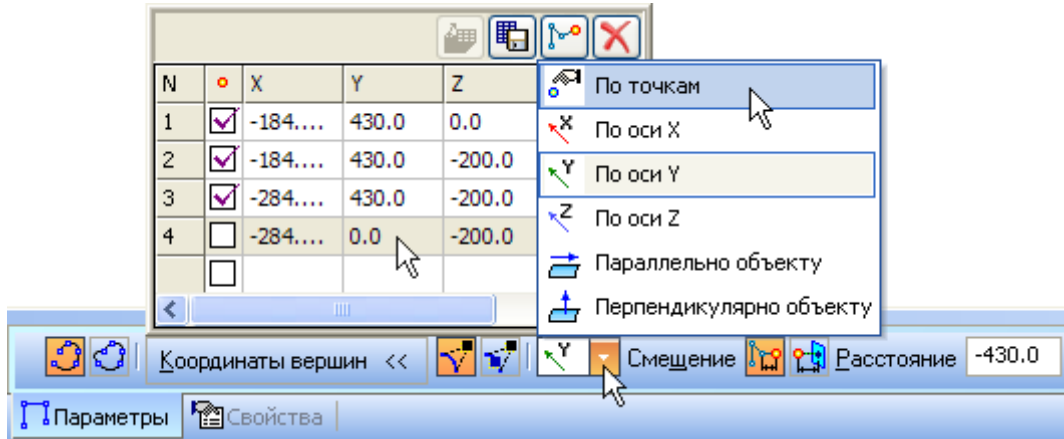 N X Y Z
1 -184.... 430.0 0.0
2 -184.... 430.0 -200.0
3 -284.... 430.0 -200.0
4 -284.... 0.0 -200.0
По точкам
X По оси X
Y По оси Y
Z По оси Z
Параллельно объекту
Перпендикулярно объекту
Координаты вершин << Y Смещение Расстояние -430.0
Параметры Свойства